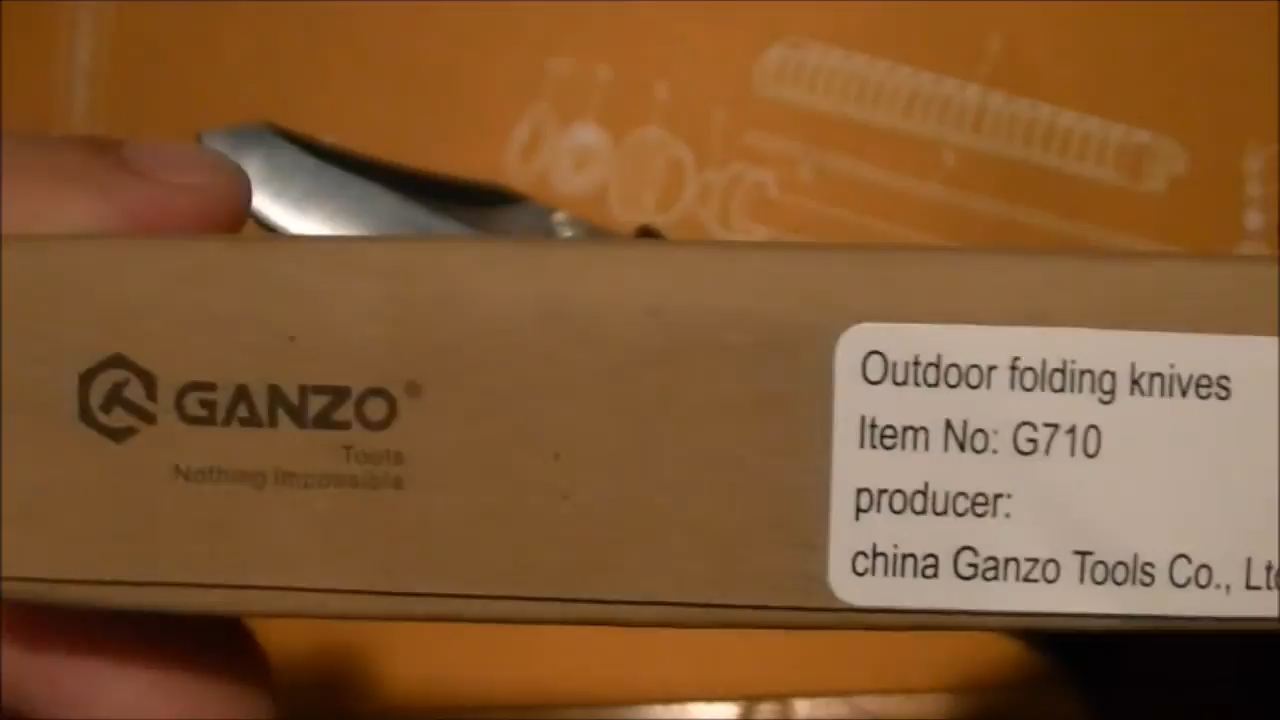 GANZO®
Tools
Nothing Impossible
Outdoor folding knives
Item No: G710
producer:
china Ganzo Tools Co., Lt